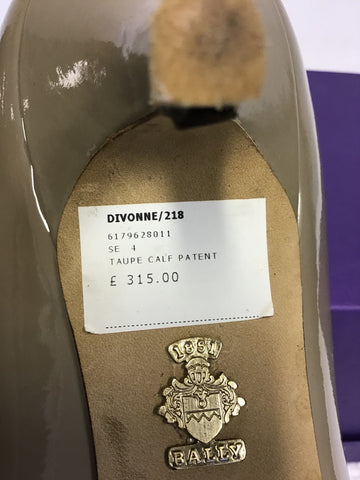 DIVONNE/218
6179628011
SE 4
TAUPE CALF PATENT
£ 315.00
1851
BALLY